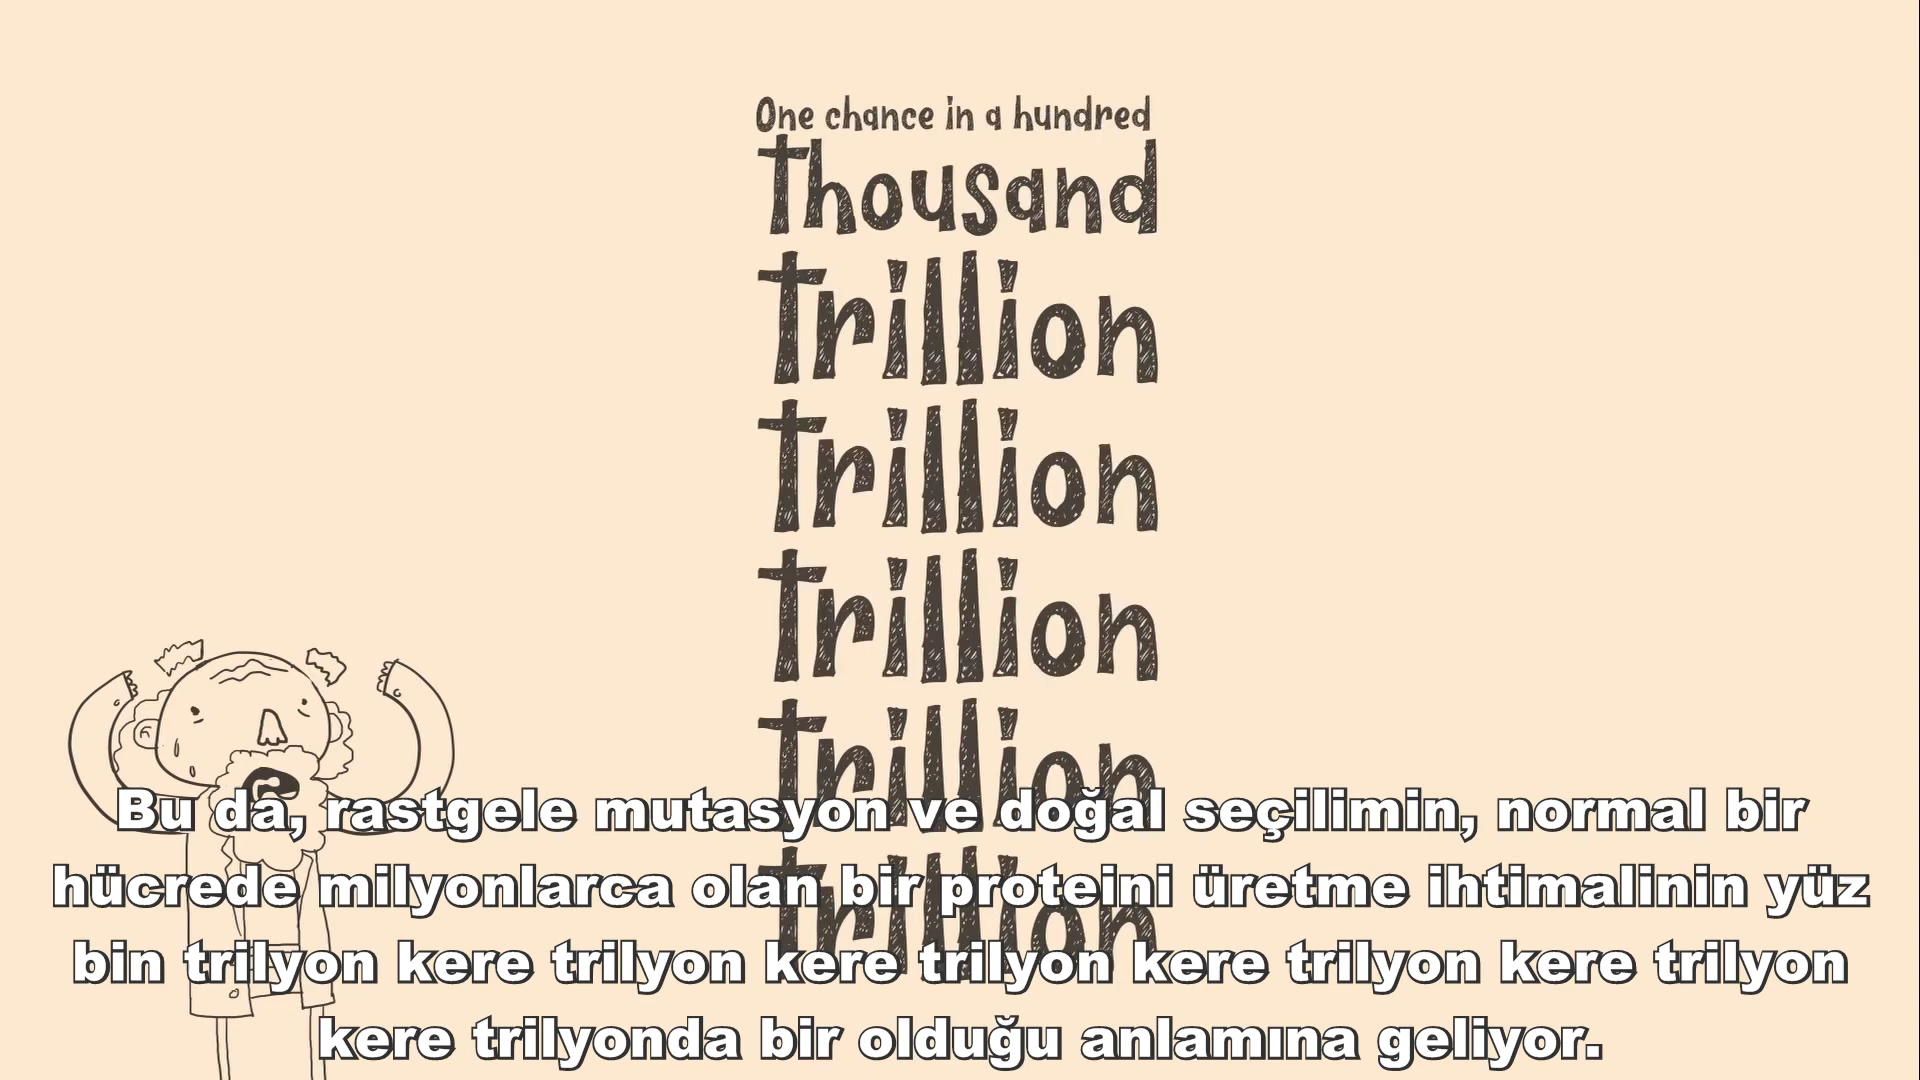 One chance in a hundred
Thousand
Trillion
Trillion
Trillion
Trillion
Trillion
Bu da, rastgele mutasyon ve doğal seçilimin, normal bir
hücrede milyonlarca olan bir proteini üretme ihtimalinin yüz
bin trilyon kere trilyon kere trilyon kere trilyon kere trilyon
kere trilyonda bir olduğu anlamına geliyor.